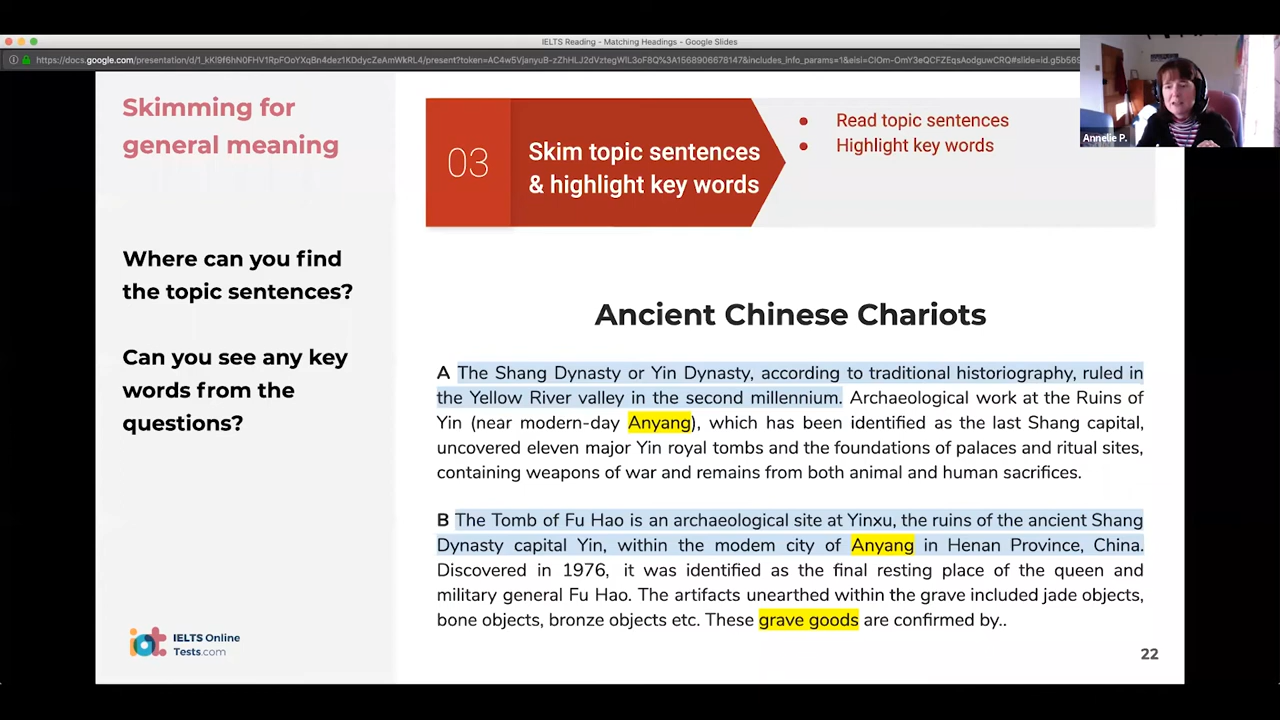 IELTS Reading - Matching Headings - Google Slides
Skimming for
general meaning
Where can you find
the topic sentences?
Can you see any key
words from the
questions?
03
Skim topic sentences
& highlight key words
• Read topic sentences
• Highlight key words
Annelie P.
Ancient Chinese Chariots
A The Shang Dynasty or Yin Dynasty, according to traditional historiography, ruled in
the Yellow River valley in the second millennium. Archaeological work at the Ruins of
Yin (near modern-day Anyang), which has been identified as the last Shang capital,
uncovered eleven major Yin royal tombs and the foundations of palaces and ritual sites,
containing weapons of war and remains from both animal and human sacrifices.
B The Tomb of Fu Hao is an archaeological site at Yinxu, the ruins of the ancient Shang
Dynasty capital Yin, within the modem city of Anyang in Henan Province, China.
Discovered in 1976, it was identified as the final resting place of the queen and
military general Fu Hao. The artifacts unearthed within the grave included jade objects,
bone objects, bronze objects etc. These grave goods are confirmed by..
iot IELTS Online
Tests.com
22